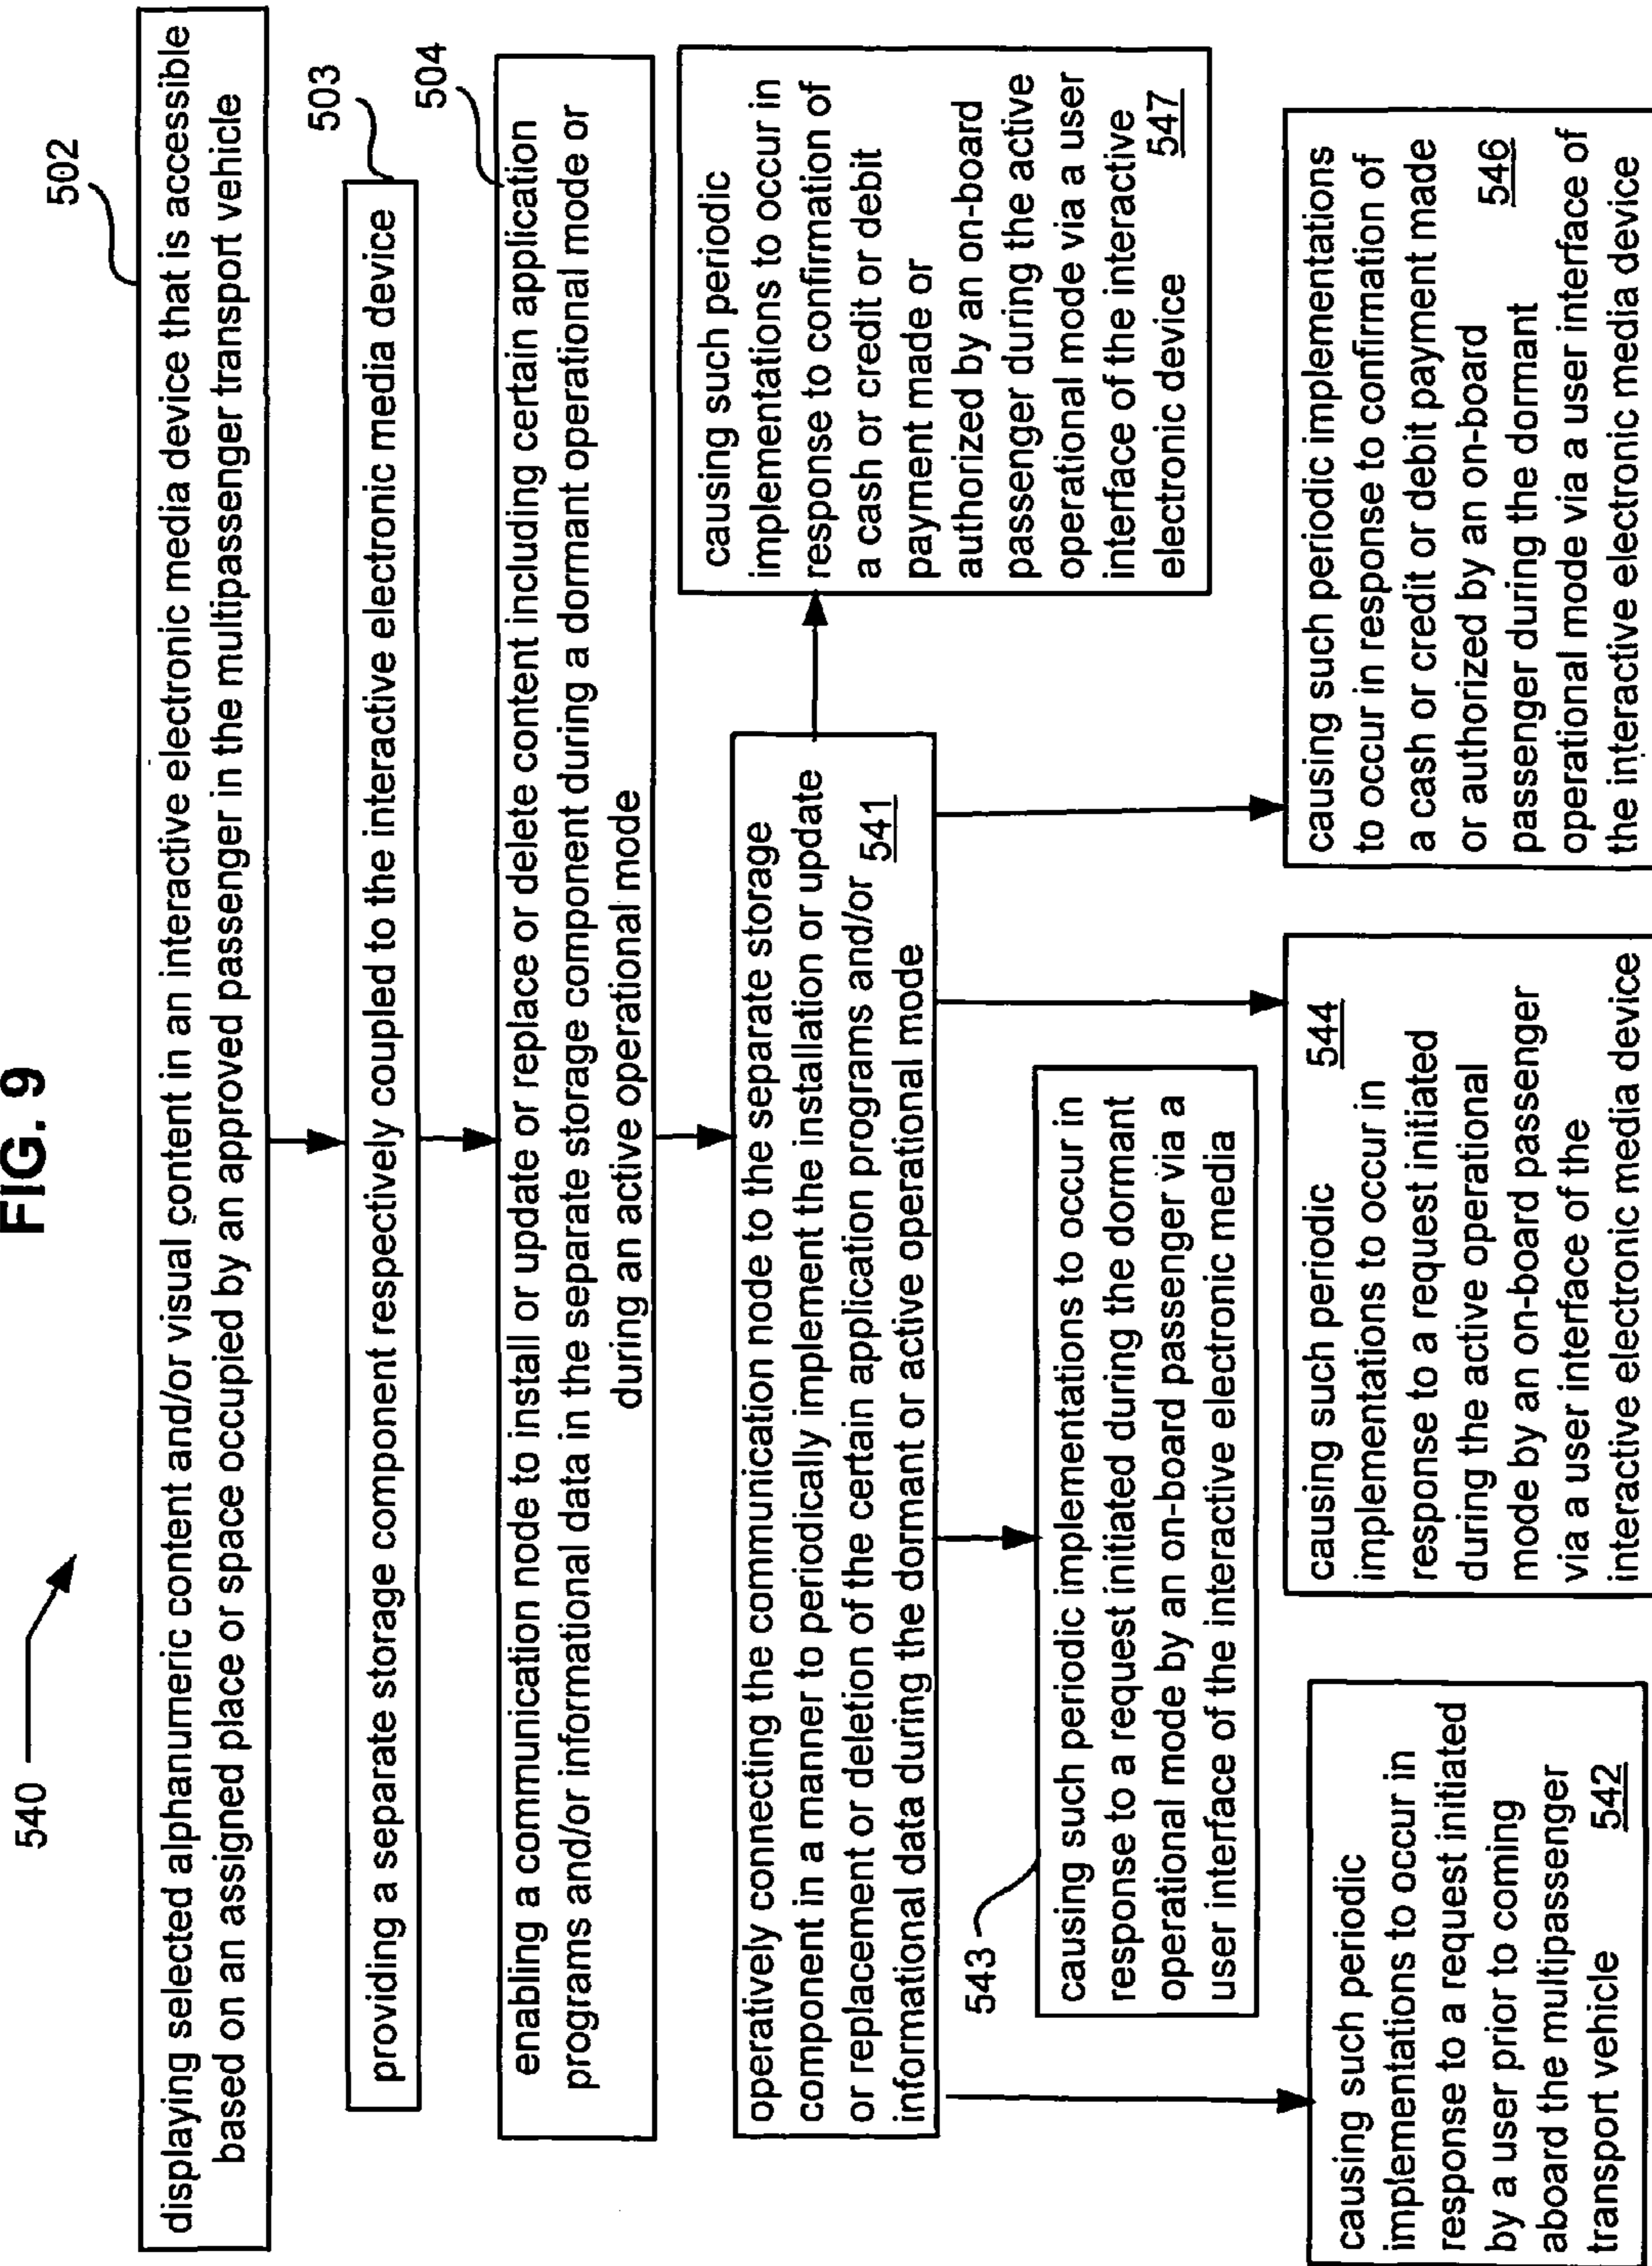 FIG. 9
540
502
displaying selected alphanumeric content and/or visual content in an interactive electronic media device that is accessible
based on an assigned place or space occupied by an approved passenger in the multipassenger transport vehicle
503
providing a separate storage component respectively coupled to the interactive electronic media device
504
enabling a communication node to install or update or replace or delete content including certain application
programs and/or informational data in the separate storage component during a dormant operational mode or
during an active operational mode
operatively connecting the communication node to the separate storage
component in a manner to periodically implement the installation or update
or replacement or deletion of the certain application programs and/or 541
informational data during the dormant or active operational mode
causing such periodic
implementations to occur in
response to confirmation of
a cash or credit or debit
payment made or
authorized by an on-board
passenger during the active
operational mode via a user
interface of the interactive
electronic device 547
543
causing such periodic implementations to occur in
response to a request initiated during the dormant
operational mode by an on-board passenger via a
user interface of the interactive electronic media
causing such periodic
implementations to occur in
response to a request initiated
by a user prior to coming
aboard the multipassenger
transport vehicle 542
causing such periodic 544
implementations to occur in
response to a request initiated
during the active operational
mode by an on-board passenger
via a user interface of the
interactive electronic media device
causing such periodic implementations
to occur in response to confirmation of
a cash or credit or debit payment made
or authorized by an on-board
passenger during the dormant 546
operational mode via a user interface of
the interactive electronic media device